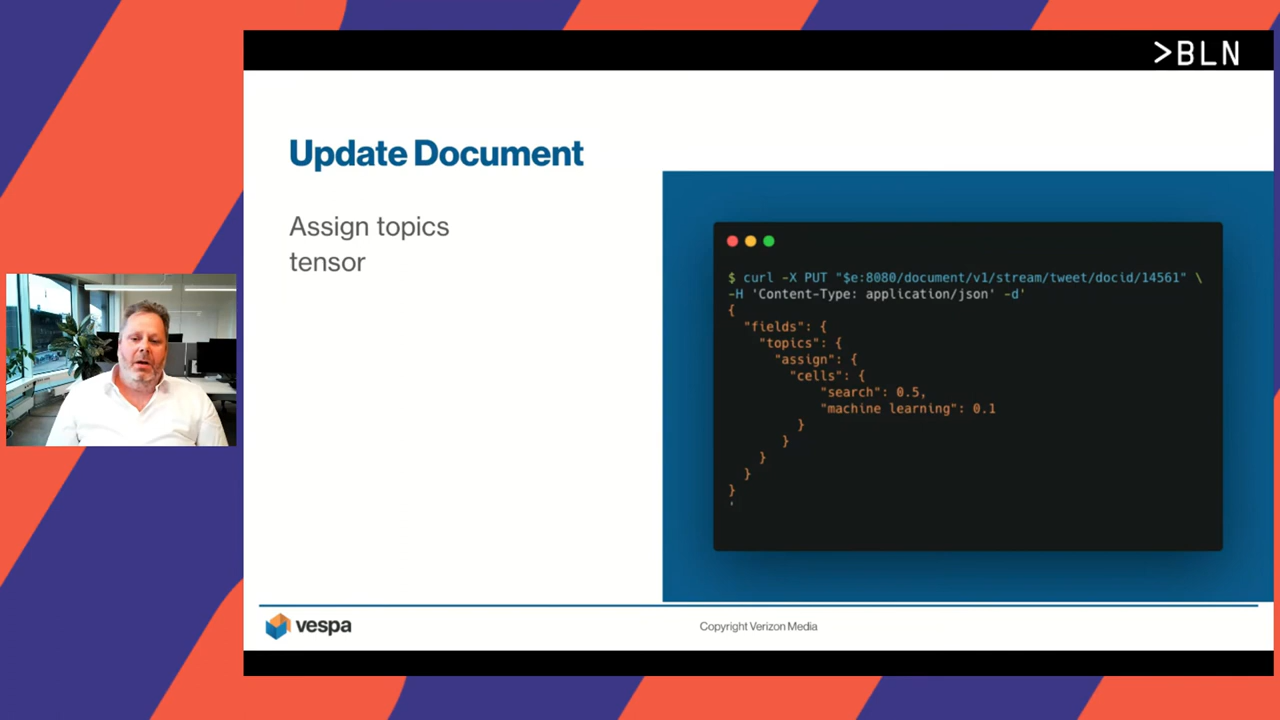 >BLN
Update Document
Assign topics
tensor
$ curl -X PUT "$e:8080/document/v1/stream/tweet/docid/14561" \
-H 'Content-Type: application/json' -d'
{
  "fields": {
    "topics": {
      "assign": {
        "cells": {
            "search": 0.5,
            "machine learning": 0.1
         }
       }
    }
  }
}
'
vespa
Copyright Verizon Media